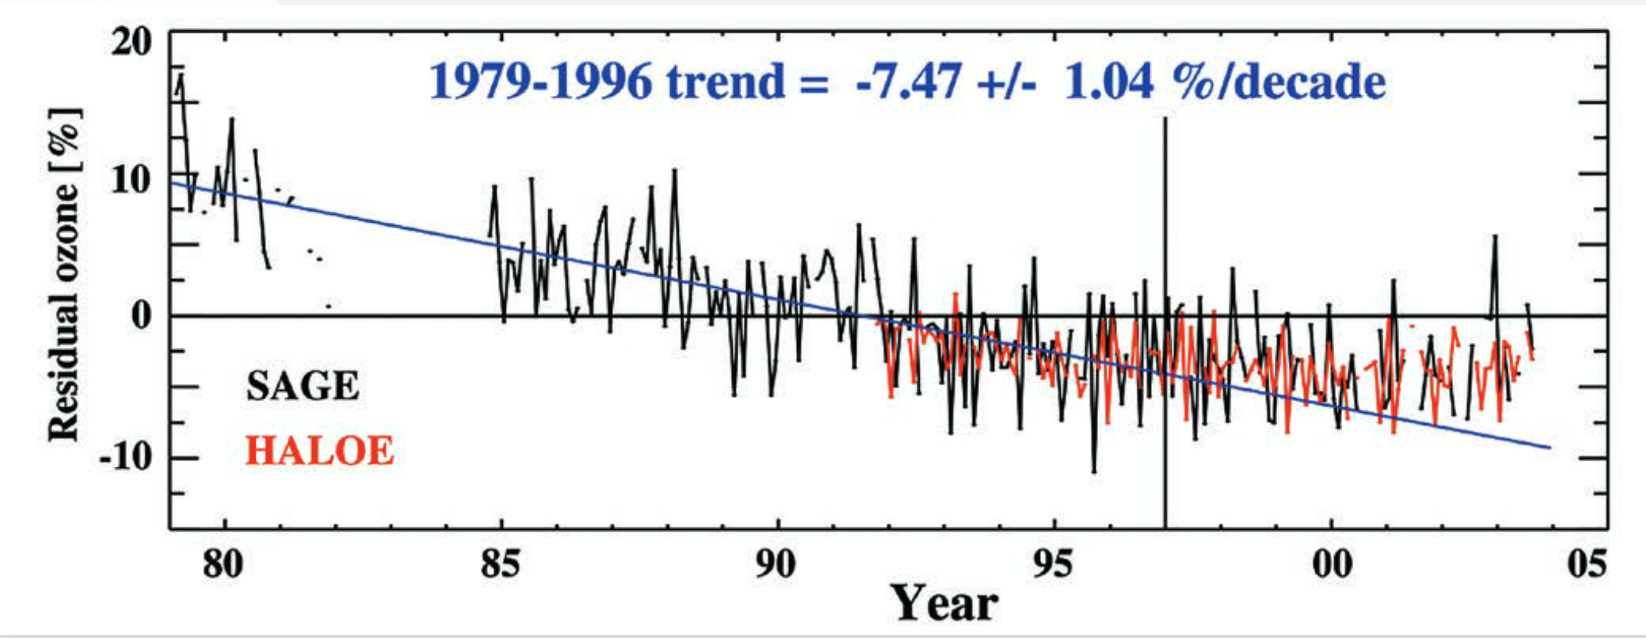 1979-1996 trend = -7.47 +/- 1.04 %/decade
Residual ozone [%]
20
10
0
-10
SAGE
HALOE
80 85 90 95 00 05
Year